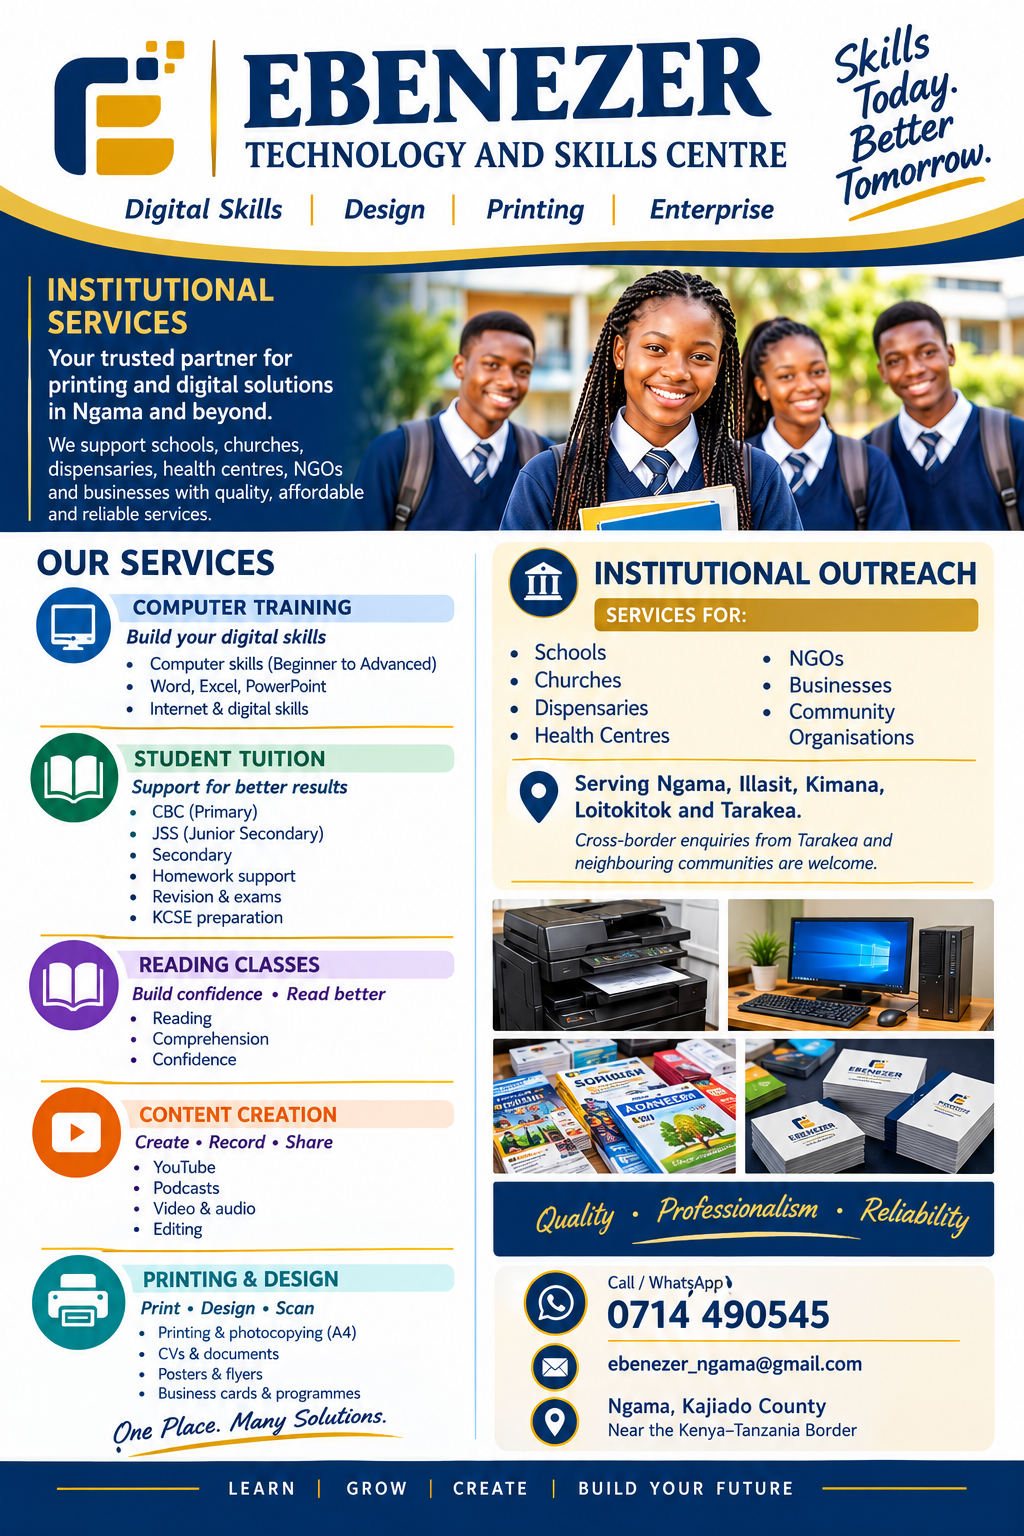 EBENEZER
TECHNOLOGY AND SKILLS CENTRE
Digital Skills | Design | Printing | Enterprise
Skills
Today.
Better
Tomorrow.
INSTITUTIONAL
SERVICES
Your trusted partner for
printing and digital solutions
in Ngama and beyond.
We support schools, churches,
dispensaries, health centres, NGOs
and businesses with quality, affordable
and reliable services.
OUR SERVICES
COMPUTER TRAINING
Build your digital skills
• Computer skills (Beginner to Advanced)
• Word, Excel, PowerPoint
• Internet & digital skills
STUDENT TUITION
Support for better results
• CBC (Primary)
• JSS (Junior Secondary)
• Secondary
• Homework support
• Revision & exams
• KCSE preparation
READING CLASSES
Build confidence • Read better
• Reading
• Comprehension
• Confidence
CONTENT CREATION
Create • Record • Share
• YouTube
• Podcasts
• Video & audio
• Editing
PRINTING & DESIGN
Print • Design • Scan
• Printing & photocopying (A4)
• CVs & documents
• Posters & flyers
• Business cards & programmes
One Place. Many Solutions.
INSTITUTIONAL OUTREACH
SERVICES FOR:
• Schools
• Churches
• Dispensaries
• Health Centres
• NGOs
• Businesses
• Community
Organisations
Serving Ngama, Illasit, Kimana,
Loitokitok and Tarakea.
Cross-border enquiries from Tarakea and
neighbouring communities are welcome.
EBENEZER
EBENEZER
Quality • Professionalism • Reliability
Call / WhatsApp
0714 490545
ebenezer_ngama@gmail.com
Ngama, Kajiado County
Near the Kenya–Tanzania Border
LEARN | GROW | CREATE | BUILD YOUR FUTURE